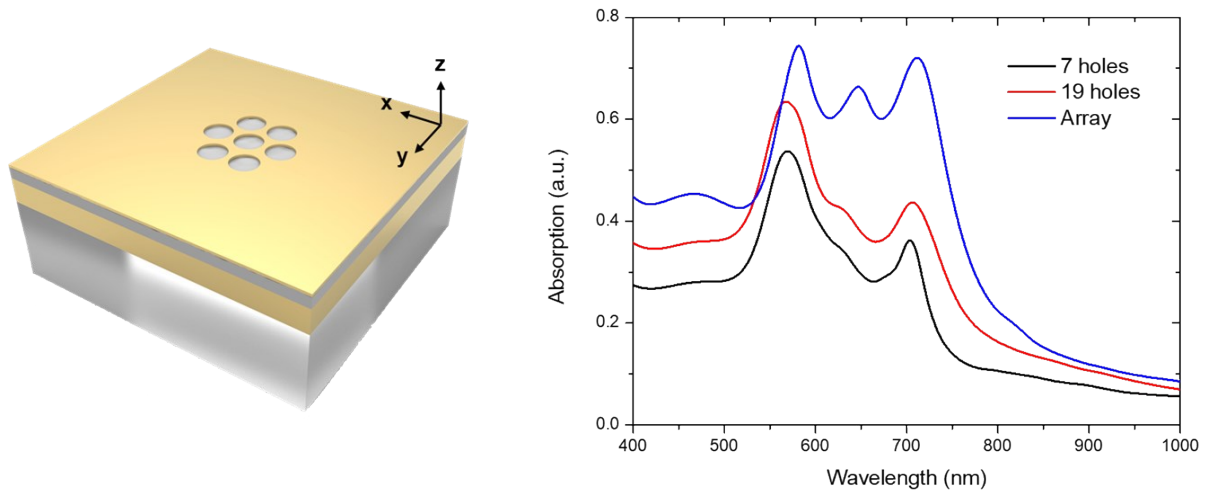 z
x
y
0.8
0.6
0.4
0.2
0.0
400
500
600
700
800
900
1000
Absorption (a.u.)
Wavelength (nm)
7 holes
19 holes
Array